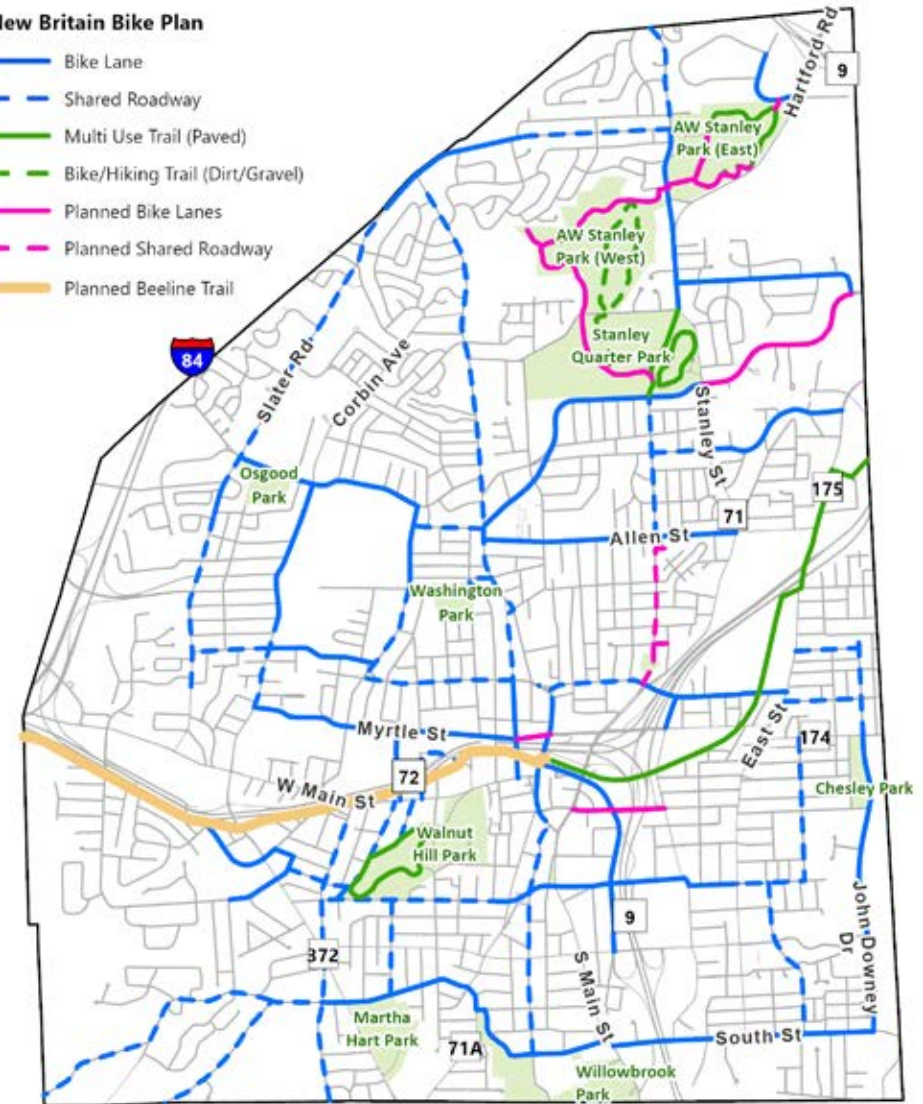 New Britain Bike Plan
Bike Lane
Shared Roadway
Multi Use Trail (Paved)
Bike/Hiking Trail (Dirt/Gravel)
Planned Bike Lanes
Planned Shared Roadway
Planned Beeline Trail
Hartford Rd
9
AW Stanley
Park (East)
AW Stanley
Park (West)
Stanley
Quarter Park
84
Slater Rd
Corbin Ave
Stanley St
Osgood
Park
175
71
Allen St
Washington
Park
Myrtle St
East St
174
72
W Main St
Chesley Park
Walnut
Hill Park
9
John Downey
Dr
372
S Main St
Martha
Hart Park
71A
South St
Willowbrook
Park